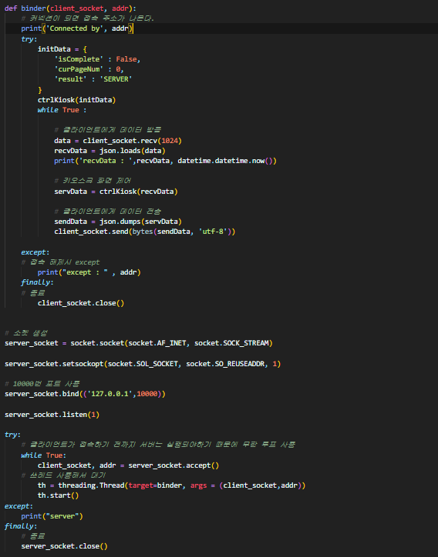 def binder(client_socket, addr):
    # 커넥션이 되면 접속 주소가 나온다.
    print('Connected by', addr)
    try:
        initData = {
            'isComplete' : False,
            'curPageNum' : 0,
            'result' : 'SERVER'
        }
        ctrlKiosk(initData)
        while True :
            # 클라이언트에게 데이터 받음
            data = client_socket.recv(1024)
            recvData = json.loads(data)
            print('recvData : ',recvData, datetime.datetime.now())
            # 키오스크 화면 제어
            servData = ctrlKiosk(recvData)
            # 클라이언트에게 데이터 전송
            sendData = json.dumps(servData)
            client_socket.send(bytes(sendData, 'utf-8'))
    except:
    # 접속 해제시 except
        print("except : " , addr)
    finally:
    # 종료
        client_socket.close()
# 소켓 생성
server_socket = socket.socket(socket.AF_INET, socket.SOCK_STREAM)
server_socket.setsockopt(socket.SOL_SOCKET, socket.SO_REUSEADDR, 1)
# 10000번 포트 사용
server_socket.bind(('127.0.0.1',10000))
server_socket.listen(1)
try:
    # 클라이언트가 접속하기 전까지 서버는 실행되어야하기 때문에 무한 루프 사용
    while True:
        client_socket, addr = server_socket.accept()
    # 쓰레드 사용해서 대기
        th = threading.Thread(target=binder, args = (client_socket,addr))
        th.start()
except:
    print("server")
finally:
    # 종료
    server_socket.close()